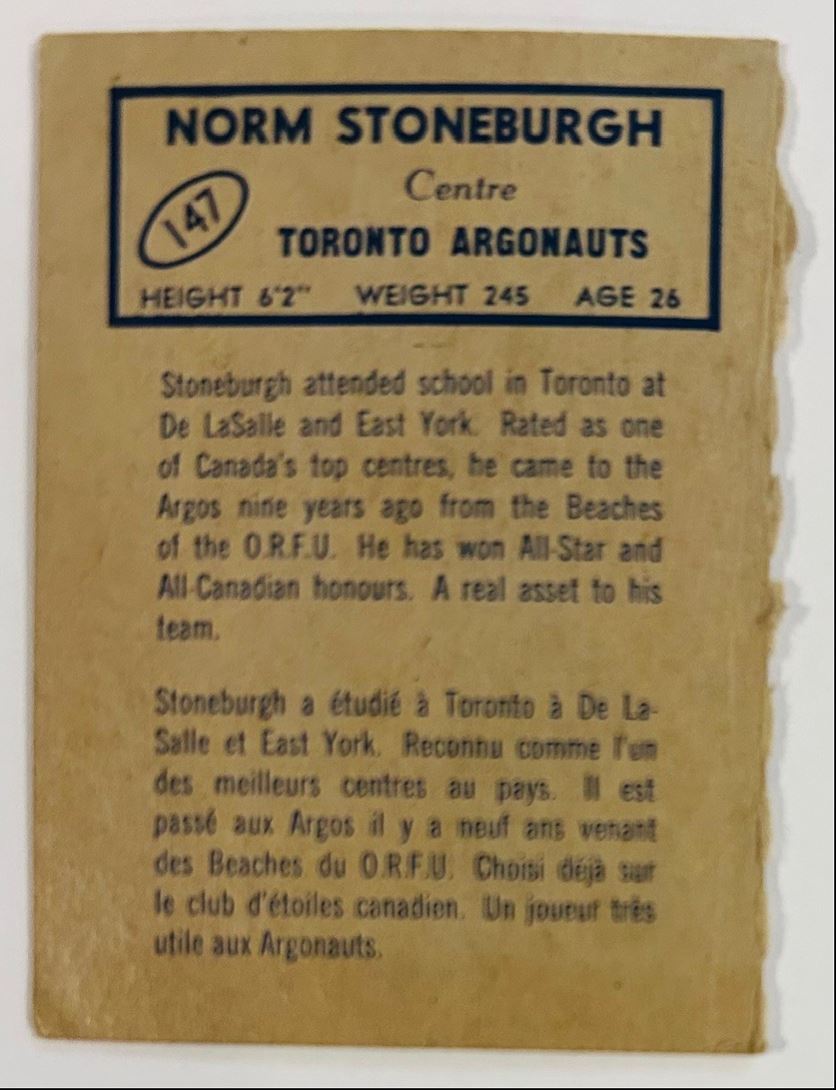 NORM STONEBURGH
Centre
147
TORONTO ARGONAUTS
HEIGHT 6'2" WEIGHT 245 AGE 26
Stoneburgh attended school in Toronto at
De LaSalle and East York. Rated as one
of Canada's top centres, he came to the
Argos nine years ago from the Beaches
of the O.R.F.U. He has won All-Star and
All-Canadian honours. A real asset to his
team.
Stoneburgh a étudié à Toronto à De La-
Salle et East York. Reconnu comme l'un
des meilleurs centres au pays. Il est
passé aux Argos il y a neuf ans venant
des Beaches du O.R.F.U. Choisi déjà sur
le club d'étoiles canadien. Un joueur très
utile aux Argonauts.